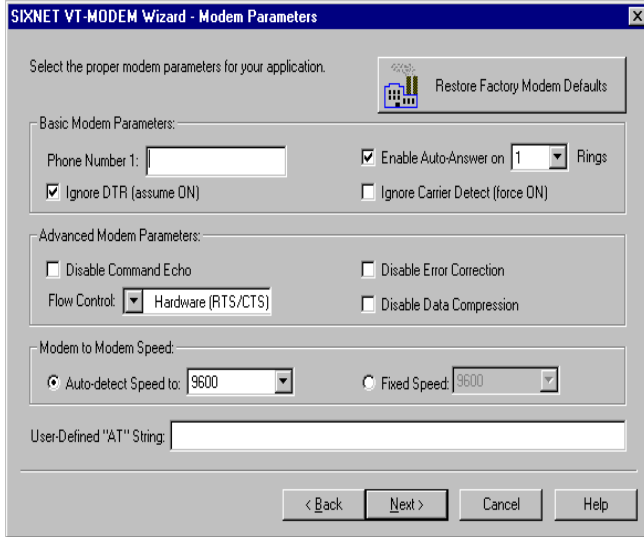 SIXNET VT-MODEM Wizard - Modem Parameters
Select the proper modem parameters for your application.
Restore Factory Modem Defaults
Basic Modem Parameters:
Phone Number 1:
Enable Auto-Answer on 1 Rings
Ignore DTR (assume ON)
Ignore Carrier Detect (force ON)
Advanced Modem Parameters:
Disable Command Echo
Disable Error Correction
Flow Control: Hardware (RTS/CTS)
Disable Data Compression
Modem to Modem Speed:
Auto-detect Speed to: 9600
Fixed Speed: 9600
User-Defined "AT" String:
< Back
Next >
Cancel
Help